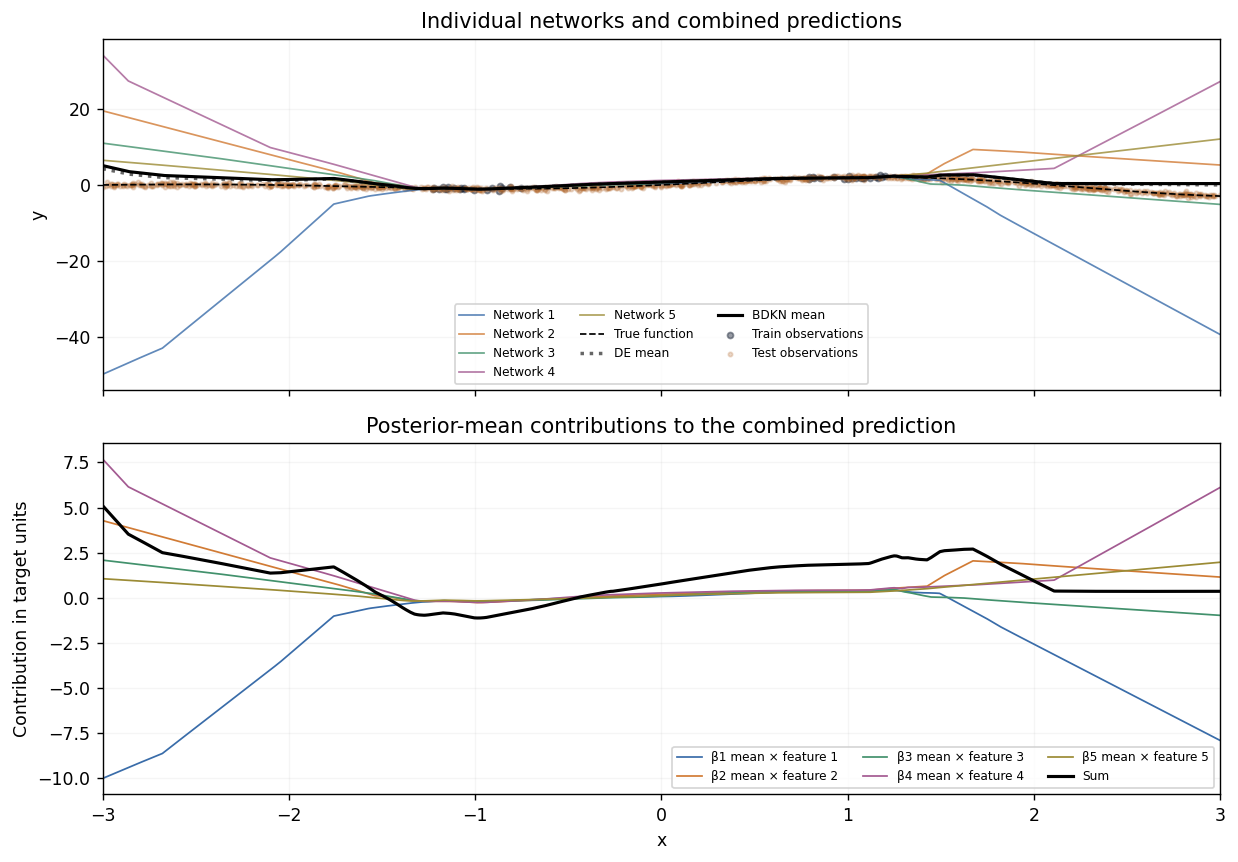 Individual networks and combined predictions
20
0
−20
−40
y
Network 1
Network 2
Network 3
Network 4
Network 5
True function
DE mean
BDKN mean
Train observations
Test observations
Posterior-mean contributions to the combined prediction
7.5
5.0
2.5
0.0
−2.5
−5.0
−7.5
−10.0
Contribution in target units
β1 mean × feature 1
β2 mean × feature 2
β3 mean × feature 3
β4 mean × feature 4
β5 mean × feature 5
Sum
−3
−2
−1
0
1
2
3
x